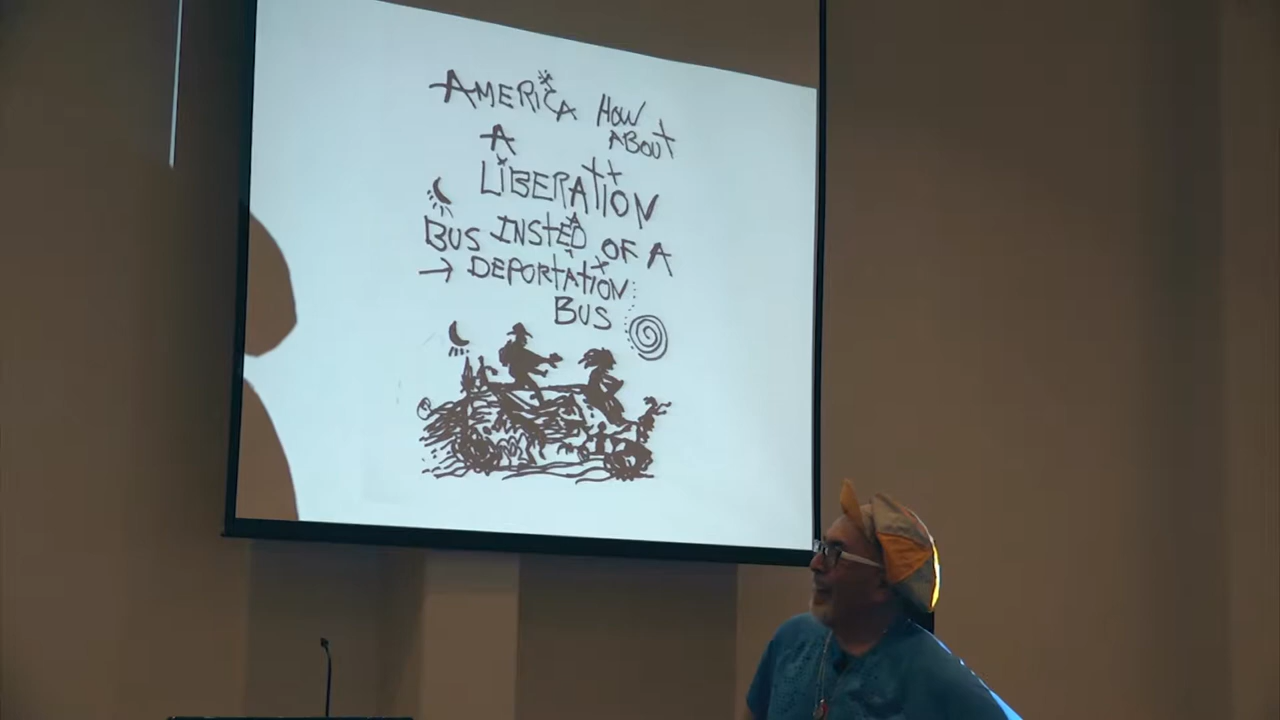 AMERICA HOW
ABOUT
A
LIBERATION
BUS INSTED OF A
→ DEPORTATION
BUS